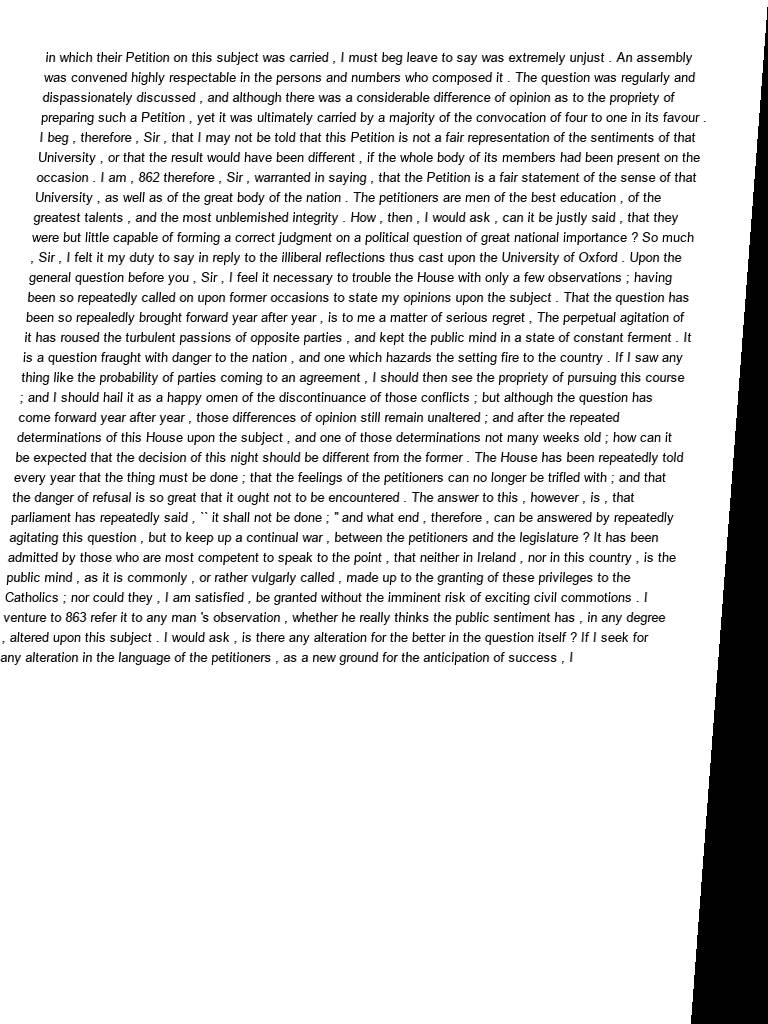 in which their Petition on this subject was carried , I must beg leave to say was extremely unjust . An assembly
was convened highly respectable in the persons and numbers who composed it . The question was regularly and
dispassionately discussed , and although there was a considerable difference of opinion as to the propriety of
preparing such a Petition , yet it was ultimately carried by a majority of the convocation of four to one in its favour .
I beg , therefore , Sir , that I may not be told that this Petition is not a fair representation of the sentiments of that
University , or that the result would have been different , if the whole body of its members had been present on the
occasion . I am , 862 therefore , Sir , warranted in saying , that the Petition is a fair statement of the sense of that
University , as well as of the great body of the nation . The petitioners are men of the best education , of the
greatest talents , and the most unblemished integrity . How , then , I would ask , can it be justly said , that they
were but little capable of forming a correct judgment on a political question of great national importance ? So much
, Sir , I felt it my duty to say in reply to the illiberal reflections thus cast upon the University of Oxford . Upon the
general question before you , Sir , I feel it necessary to trouble the House with only a few observations ; having
been so repeatedly called on upon former occasions to state my opinions upon the subject . That the question has
been so repealedly brought forward year after year , is to me a matter of serious regret , The perpetual agitation of
it has roused the turbulent passions of opposite parties , and kept the public mind in a state of constant ferment . It
is a question fraught with danger to the nation , and one which hazards the setting fire to the country . If I saw any
thing like the probability of parties coming to an agreement , I should then see the propriety of pursuing this course
; and I should hail it as a happy omen of the discontinuance of those conflicts ; but although the question has
come forward year after year , those differences of opinion still remain unaltered ; and after the repeated
determinations of this House upon the subject , and one of those determinations not many weeks old ; how can it
be expected that the decision of this night should be different from the former . The House has been repeatedly told
every year that the thing must be done ; that the feelings of the petitioners can no longer be trifled with ; and that
the danger of refusal is so great that it ought not to be encountered . The answer to this , however , is , that
parliament has repeatedly said , `` it shall not be done ; '' and what end , therefore , can be answered by repeatedly
agitating this question , but to keep up a continual war , between the petitioners and the legislature ? It has been
admitted by those who are most competent to speak to the point , that neither in Ireland , nor in this country , is the
public mind , as it is commonly , or rather vulgarly called , made up to the granting of these privileges to the
Catholics ; nor could they , I am satisfied , be granted without the imminent risk of exciting civil commotions . I
venture to 863 refer it to any man 's observation , whether he really thinks the public sentiment has , in any degree
, altered upon this subject . I would ask , is there any alteration for the better in the question itself ? If I seek for
any alteration in the language of the petitioners , as a new ground for the anticipation of success , I